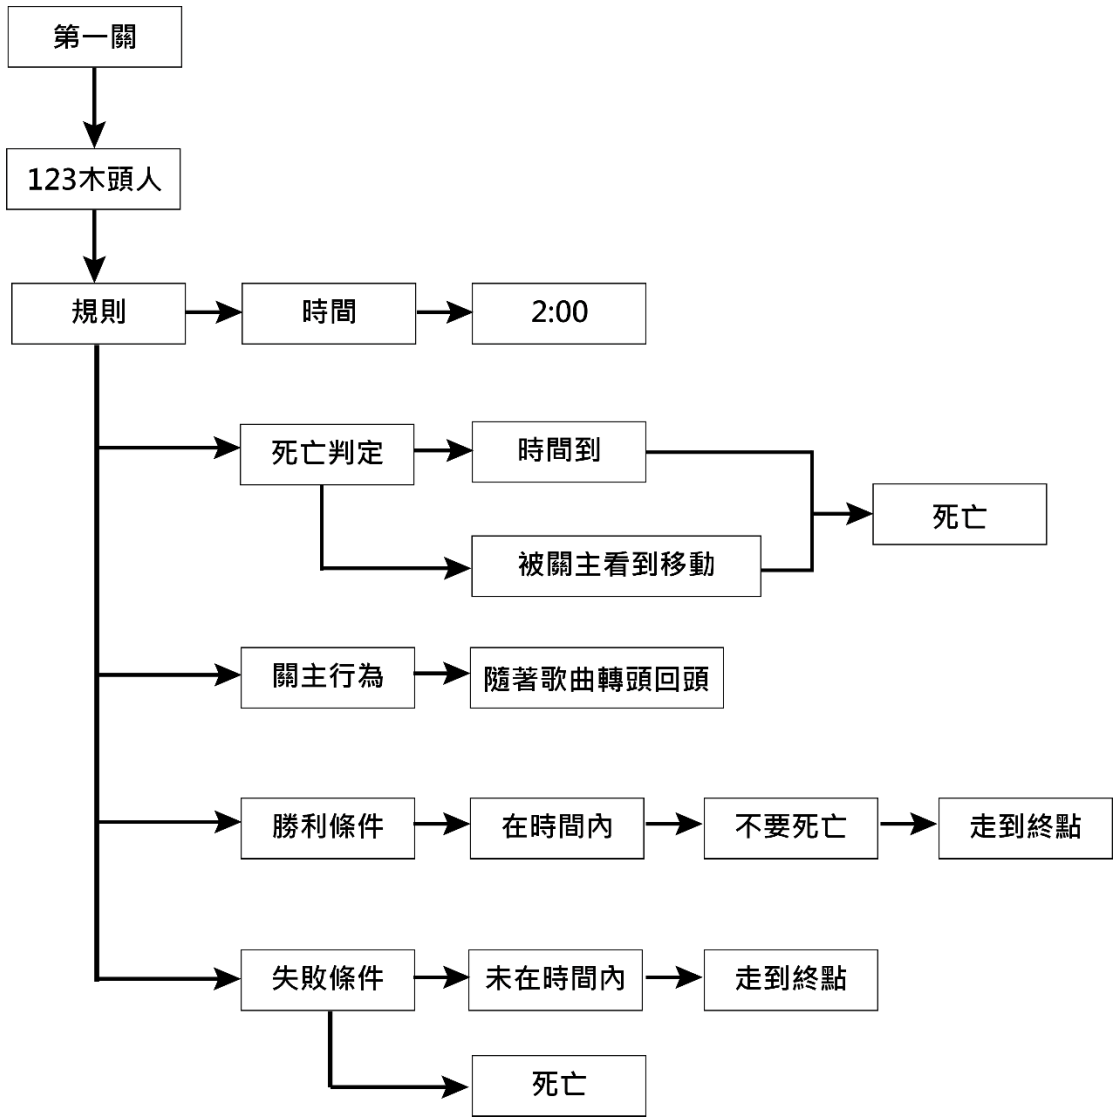 第一關
123木頭人
規則
時間
2:00
死亡判定
時間到
死亡
被關主看到移動
關主行為
隨著歌曲轉頭回頭
勝利條件
在時間內
不要死亡
走到終點
失敗條件
未在時間內
走到終點
死亡